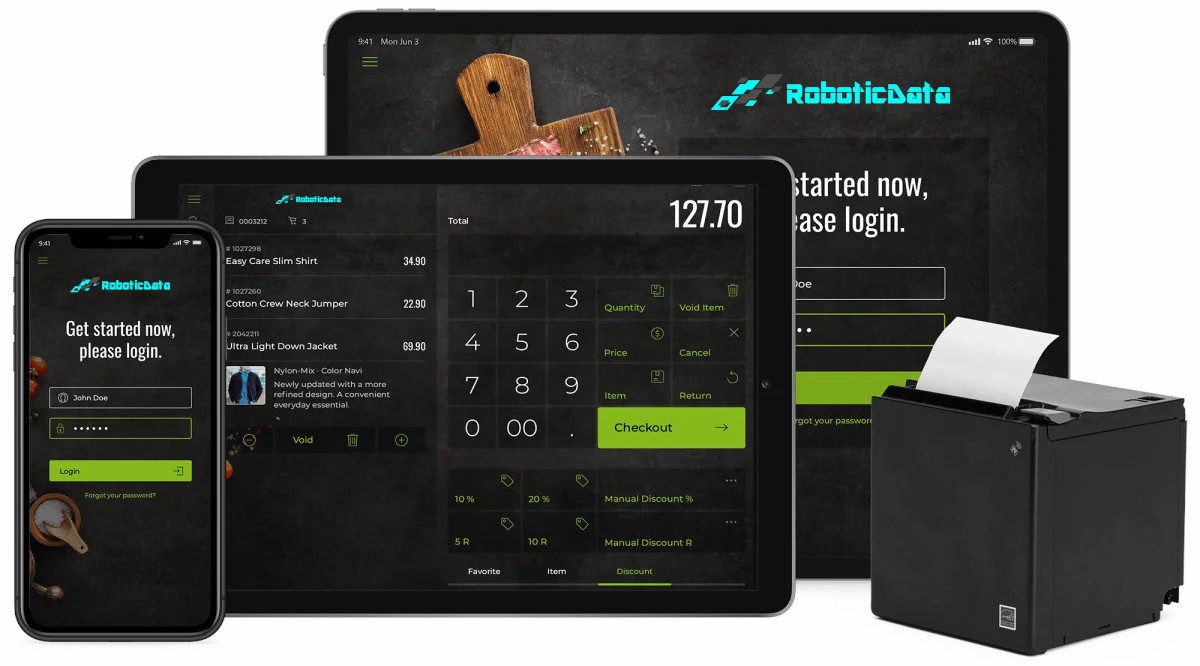 9:41 Mon Jun 3
100%
RoboticData
started now,
ease login.
oe
rgot your password
RoboticData
0003212 3
Total
127.70
# 1027298
Easy Care Slim Shirt 34.90
# 1027260
Cotton Crew Neck Jumper 22.90
# 2042211
Ultra Light Down Jacket 69.90
Nylon-Mix · Color Navi
Newly updated with a more
refined design. A convenient
everyday essential.
Void
1 2 3 Quantity Void Item
4 5 6 Price Cancel
7 8 9 Item Return
0 00 . Checkout
10 % 20 % Manual Discount %
5 R 10 R Manual Discount R
Favorite Item Discount
9:41
RoboticData
Get started now,
please login.
John Doe
Login
Forgot your password?